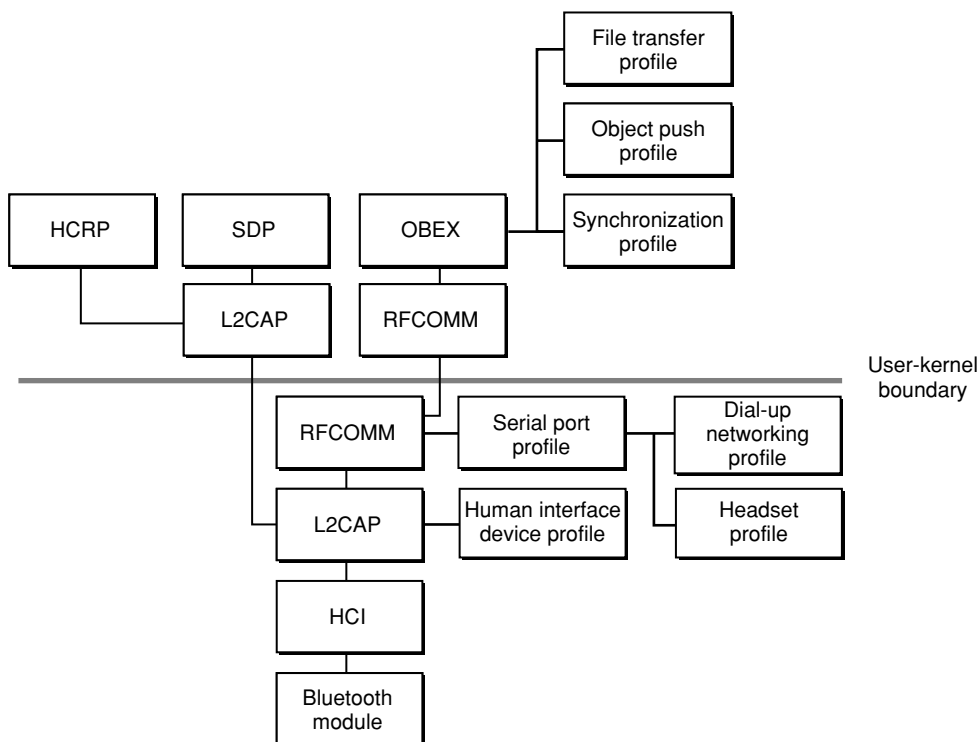 File transfer
profile
Object push
profile
HCRP
SDP
OBEX
Synchronization
profile
L2CAP
RFCOMM
User-kernel
boundary
RFCOMM
Serial port
profile
Dial-up
networking
profile
L2CAP
Human interface
device profile
Headset
profile
HCI
Bluetooth
module